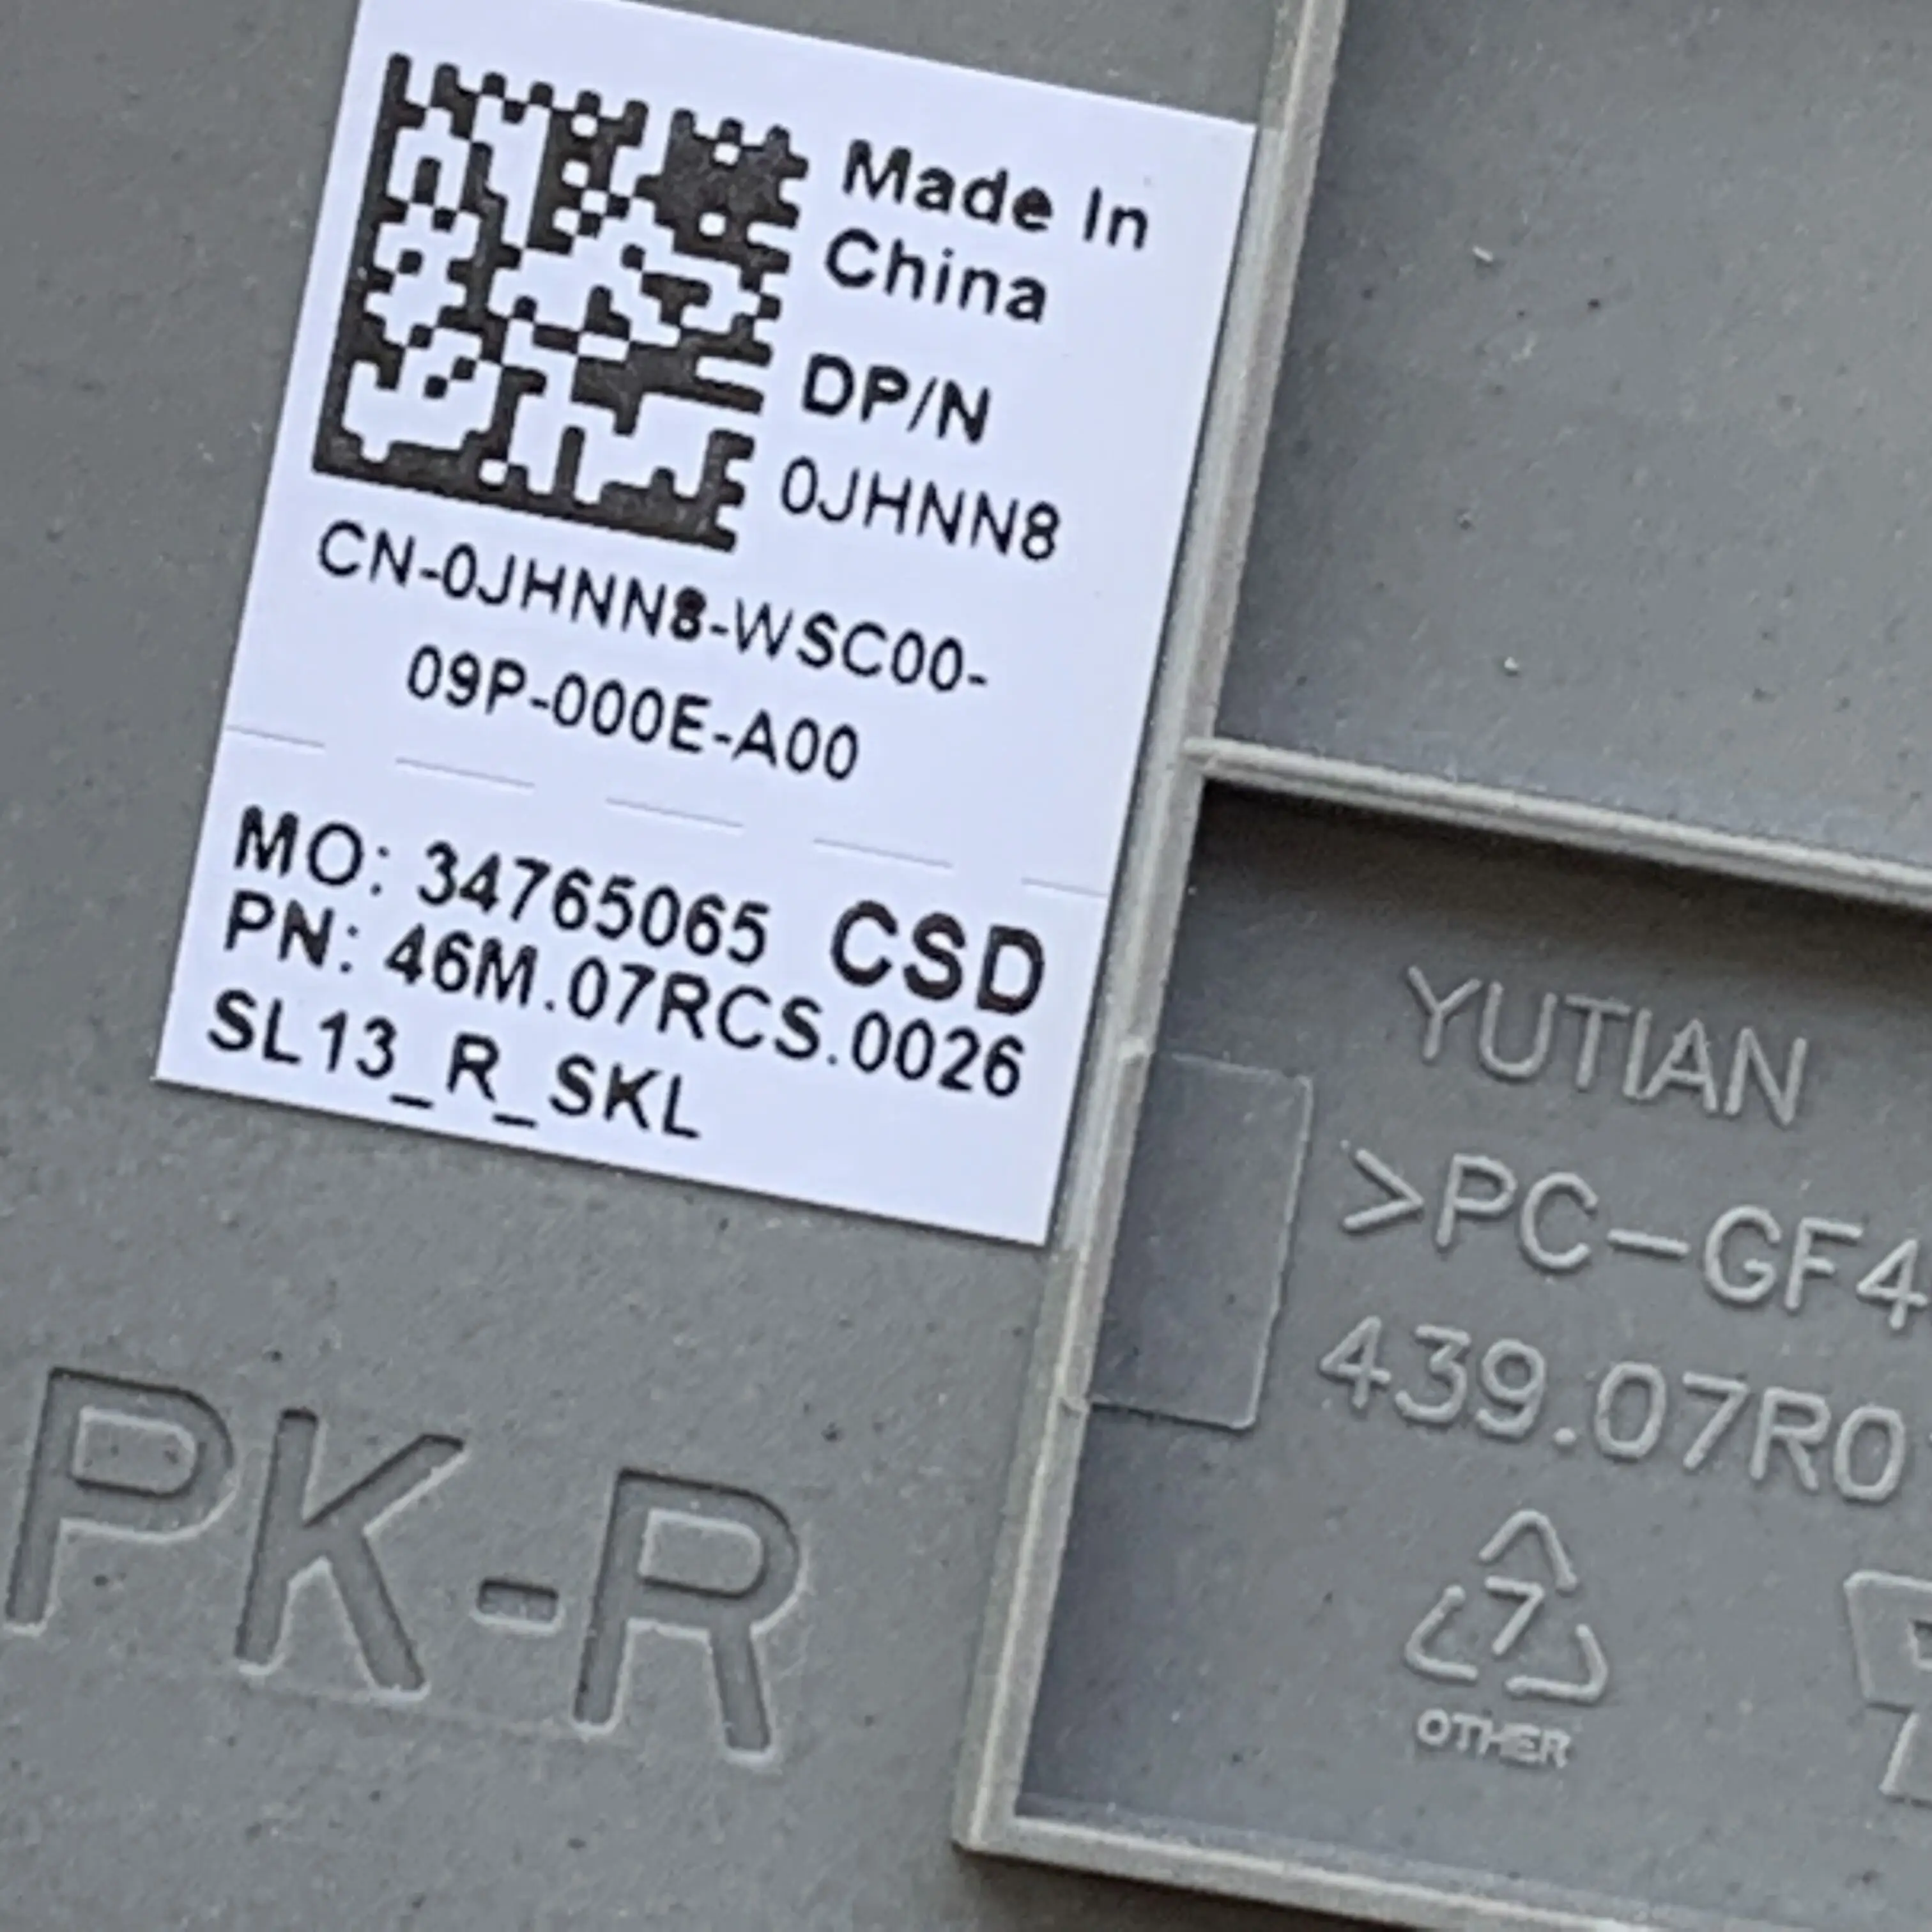 Made In
China
DP/N
0JHNN8
CN-0JHNN8-WSC00-
09P-000E-A00
MO: 34765065 CSD
PN: 46M.07RCS.0026
SL13_R_SKL
YUTIAN
>PC-GF4
439.07R0
7
OTHER
PK-R